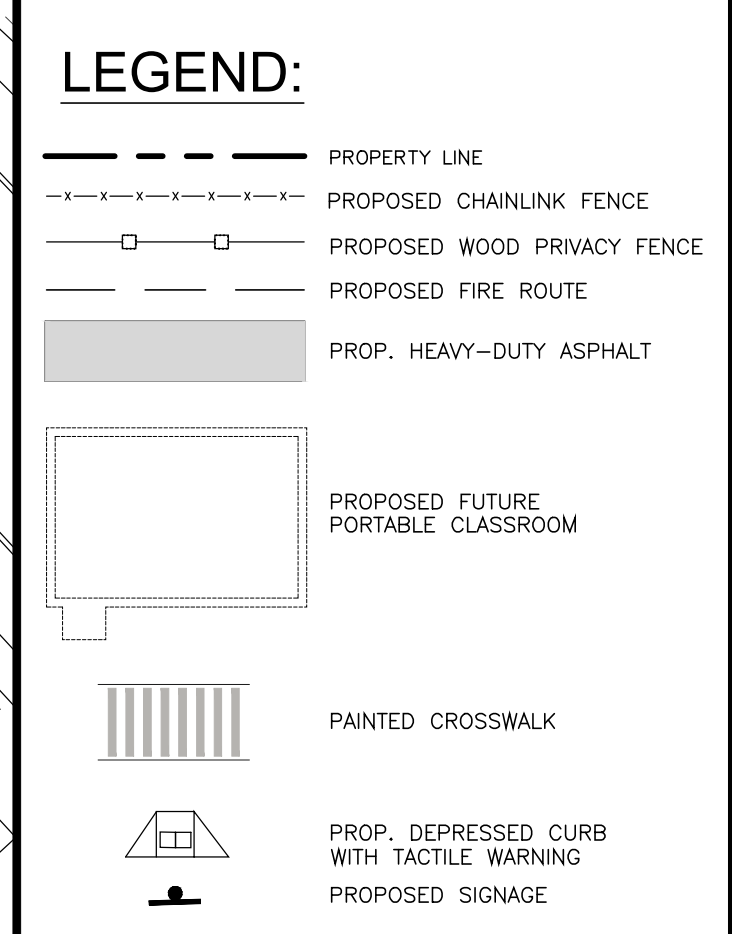 LEGEND:
PROPERTY LINE
x x x x x x x
PROPOSED CHAINLINK FENCE
PROPOSED WOOD PRIVACY FENCE
PROPOSED FIRE ROUTE
PROP. HEAVY-DUTY ASPHALT
PROPOSED FUTURE
PORTABLE CLASSROOM
PAINTED CROSSWALK
PROP. DEPRESSED CURB
WITH TACTILE WARNING
PROPOSED SIGNAGE